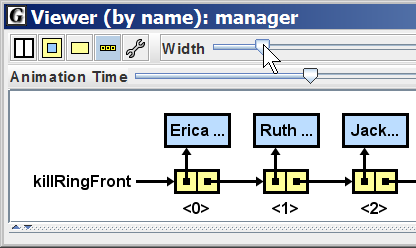 Viewer (by name): manager
Width
Animation Time
Erica ... Ruth ... Jack...
killRingFront
<0> <1> <2>